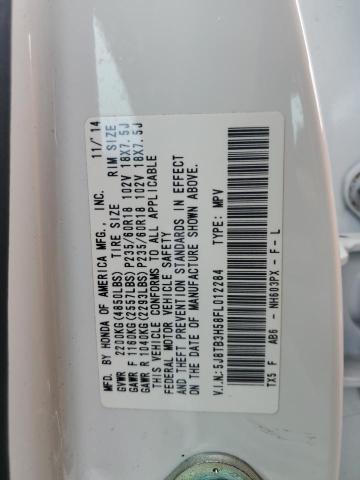 MFD. BY HONDA OF AMERICA MFG., INC. 11/14
GVWR 2200KG(4850LBS) TIRE SIZE RIM SIZE
GAWR F 1160KG(2557LBS) P235/60R18 102V 18X7.5J
GAWR R 1040KG(2293LBS) P235/60R18 102V 18X7.5J
THIS VEHICLE CONFORMS TO ALL APPLICABLE
FEDERAL MOTOR VEHICLE SAFETY
AND THEFT PREVENTION STANDARDS IN EFFECT
ON THE DATE OF MANUFACTURE SHOWN ABOVE.
V.I.N.:5J8TB3H58FL012284 TYPE: MPV
TX5 F AB6 - NH603PX - F - L